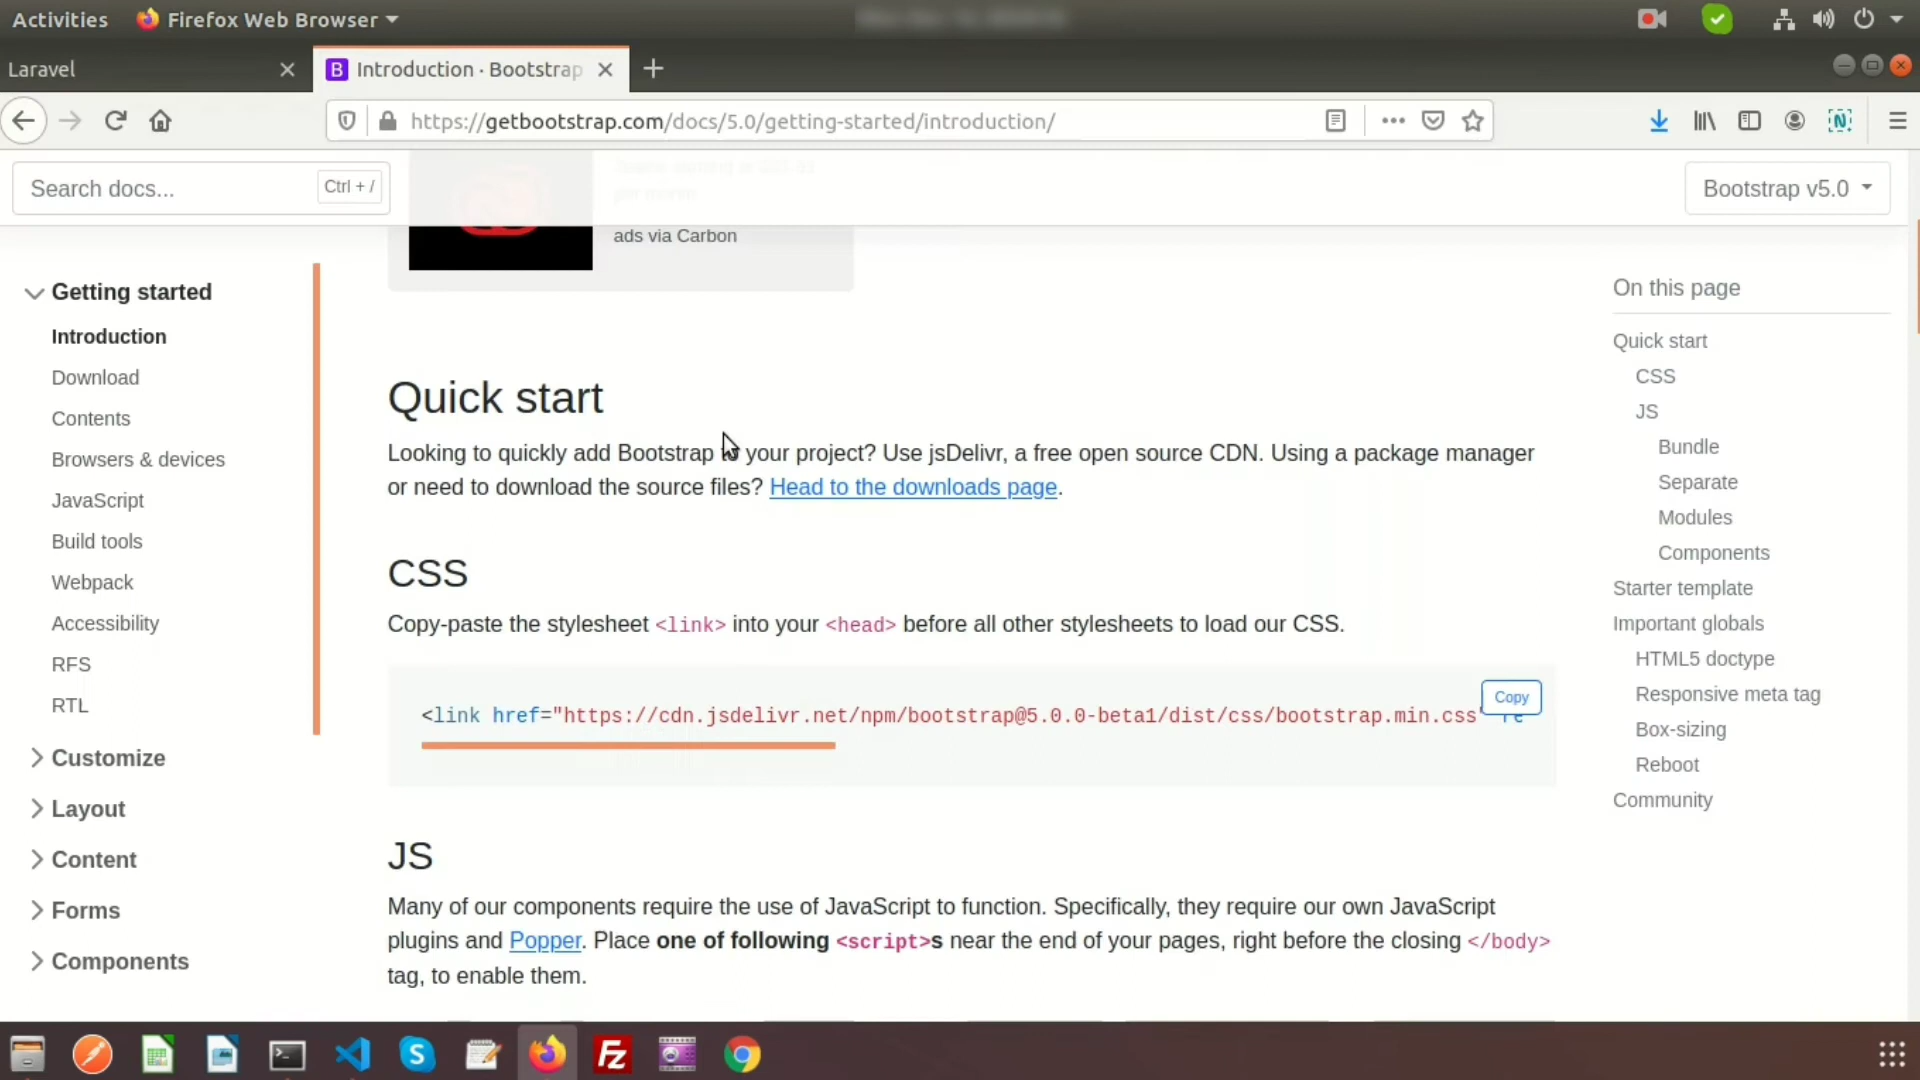 Activities Firefox Web Browser
Laravel Introduction · Bootstrap
https://getbootstrap.com/docs/5.0/getting-started/introduction/
Search docs... Ctrl + / Bootstrap v5.0
per month
ads via Carbon
Getting started
Introduction
Download
Contents
Browsers & devices
JavaScript
Build tools
Webpack
Accessibility
RFS
RTL
Customize
Layout
Content
Forms
Components
Quick start
Looking to quickly add Bootstrap to your project? Use jsDelivr, a free open source CDN. Using a package manager
or need to download the source files? Head to the downloads page.
CSS
Copy-paste the stylesheet <link> into your <head> before all other stylesheets to load our CSS.
Copy
<link href="https://cdn.jsdelivr.net/npm/bootstrap@5.0.0-beta1/dist/css/bootstrap.min.css"
JS
Many of our components require the use of JavaScript to function. Specifically, they require our own JavaScript
plugins and Popper. Place one of following <script>s near the end of your pages, right before the closing </body>
tag, to enable them.
On this page
Quick start
CSS
JS
Bundle
Separate
Modules
Components
Starter template
Important globals
HTML5 doctype
Responsive meta tag
Box-sizing
Reboot
Community